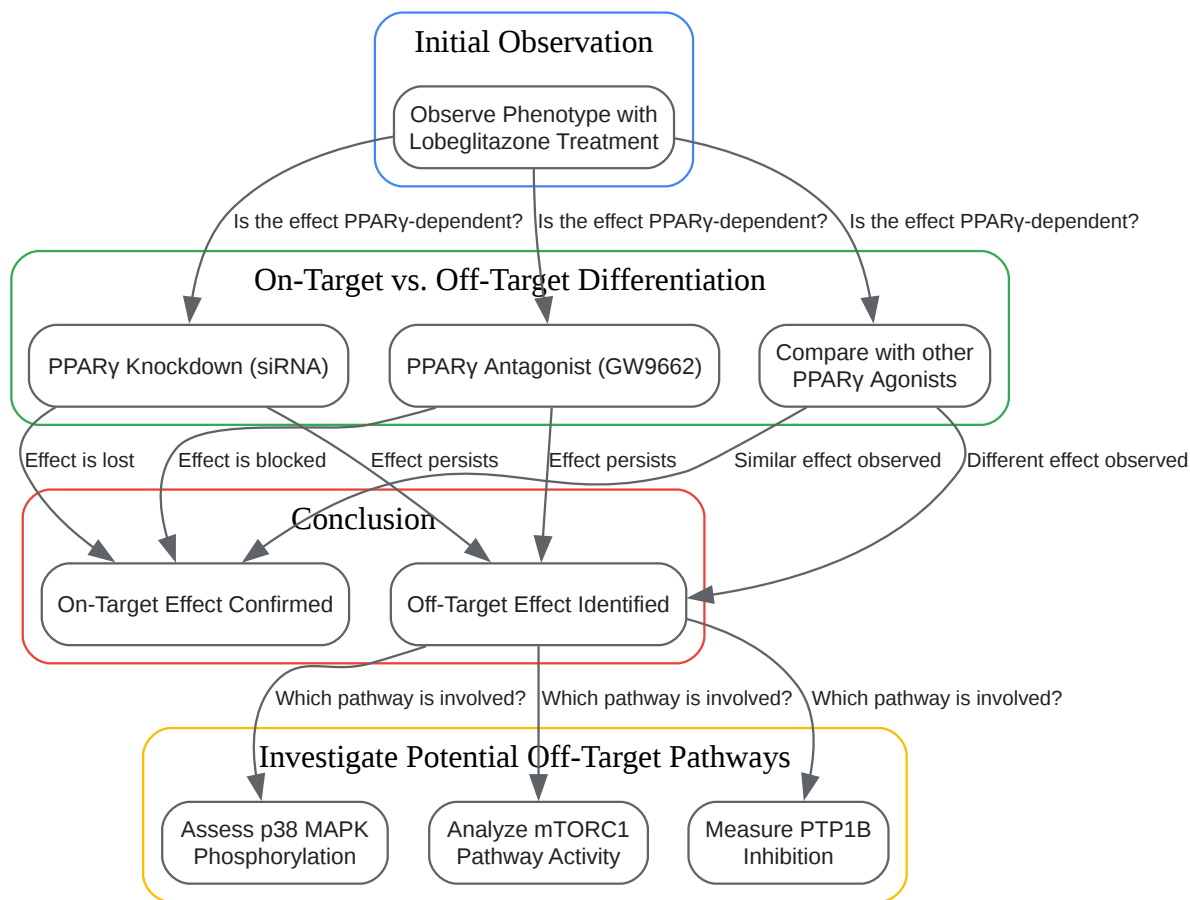 Initial Observation
Observe Phenotype with
Lobeglitazone Treatment
Is the effect PPARγ-dependent?
Is the effect PPARγ-dependent?
Is the effect PPARγ-dependent?
On-Target vs. Off-Target Differentiation
PPARγ Knockdown (siRNA)
PPARγ Antagonist (GW9662)
Compare with other
PPARγ Agonists
Effect is lost
Effect is blocked
Effect persists
Effect persists
Similar effect observed
Different effect observed
Conclusion
On-Target Effect Confirmed
Off-Target Effect Identified
Which pathway is involved?
Which pathway is involved?
Which pathway is involved?
Investigate Potential Off-Target Pathways
Assess p38 MAPK
Phosphorylation
Analyze mTORC1
Pathway Activity
Measure PTP1B
Inhibition